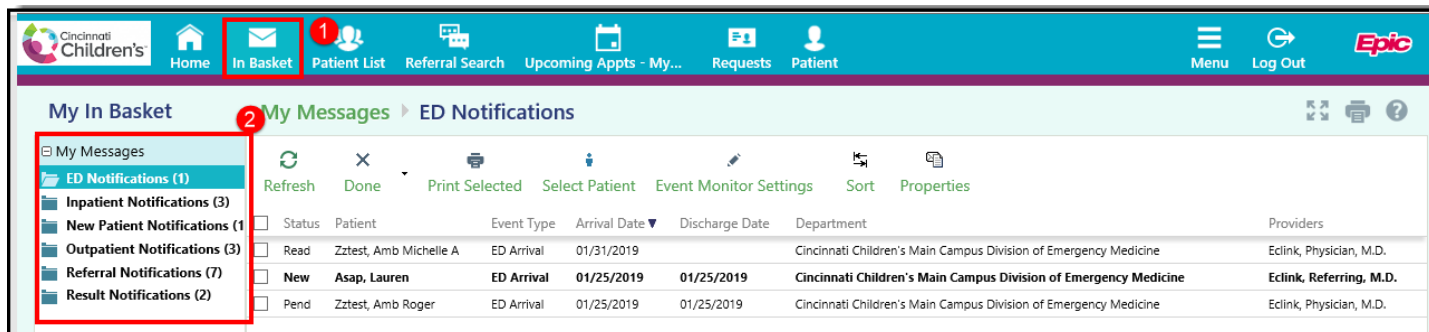 Cincinnati
Children's
Home
In Basket
1
Patient List
Referral Search
Upcoming Appts - My...
Requests
Patient
Menu
Log Out
Epic
My In Basket
2
My Messages
ED Notifications
My Messages
ED Notifications (1)
Inpatient Notifications (3)
New Patient Notifications (1
Outpatient Notifications (3)
Referral Notifications (7)
Result Notifications (2)
Refresh
Done
Print Selected
Select Patient
Event Monitor Settings
Sort
Properties
Status Patient Event Type Arrival Date Discharge Date Department Providers
Read Zztest, Amb Michelle A ED Arrival 01/31/2019 Cincinnati Children's Main Campus Division of Emergency Medicine Eclink, Physician, M.D.
New Asap, Lauren ED Arrival 01/25/2019 01/25/2019 Cincinnati Children's Main Campus Division of Emergency Medicine Eclink, Referring, M.D.
Pend Zztest, Amb Roger ED Arrival 01/25/2019 01/25/2019 Cincinnati Children's Main Campus Division of Emergency Medicine Eclink, Physician, M.D.